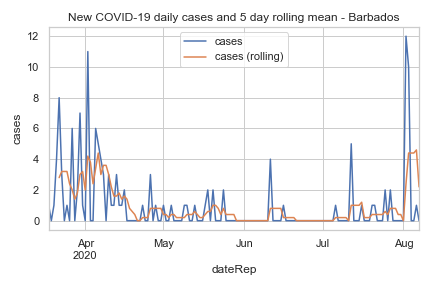 New COVID-19 daily cases and 5 day rolling mean - Barbados
cases
cases (rolling)
12
10
8
6
4
2
0
cases
Apr
2020
May
Jun
Jul
Aug
dateRep